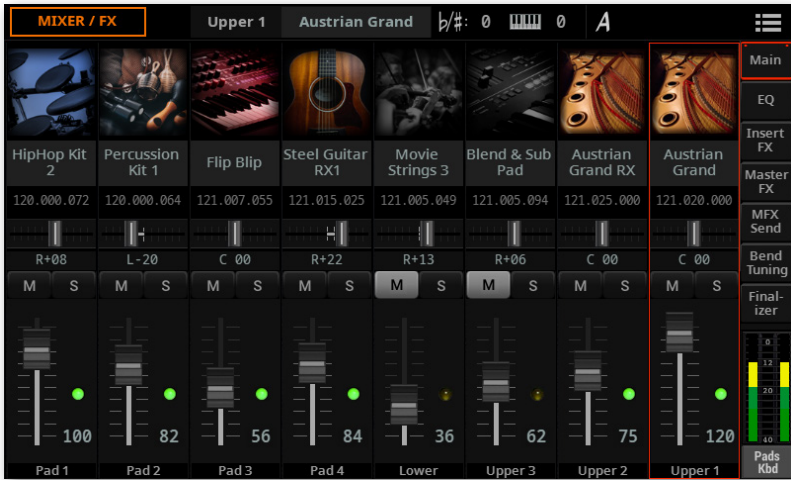 MIXER / FX
Upper 1
Austrian Grand
♭/#: 0
0
A
Main
EQ
Insert
FX
Master
FX
MFX
Send
Bend
Tuning
Final-
izer
HipHop Kit
2
Percussion
Kit 1
Flip Blip
Steel Guitar
RX1
Movie
Strings 3
Blend & Sub
Pad
Austrian
Grand RX
Austrian
Grand
120.000.072 120.000.064 121.007.055 121.015.025 121.005.049 121.005.094 121.025.000 121.020.000
R+08 L-20 C 00 R+22 R+13 R+06 C 00 C 00
M S M S M S M S M S M S M S M S
100 82 56 84 36 62 75 120
0
12
20
40
Pad 1 Pad 2 Pad 3 Pad 4 Lower Upper 3 Upper 2 Upper 1
Pads
Kbd